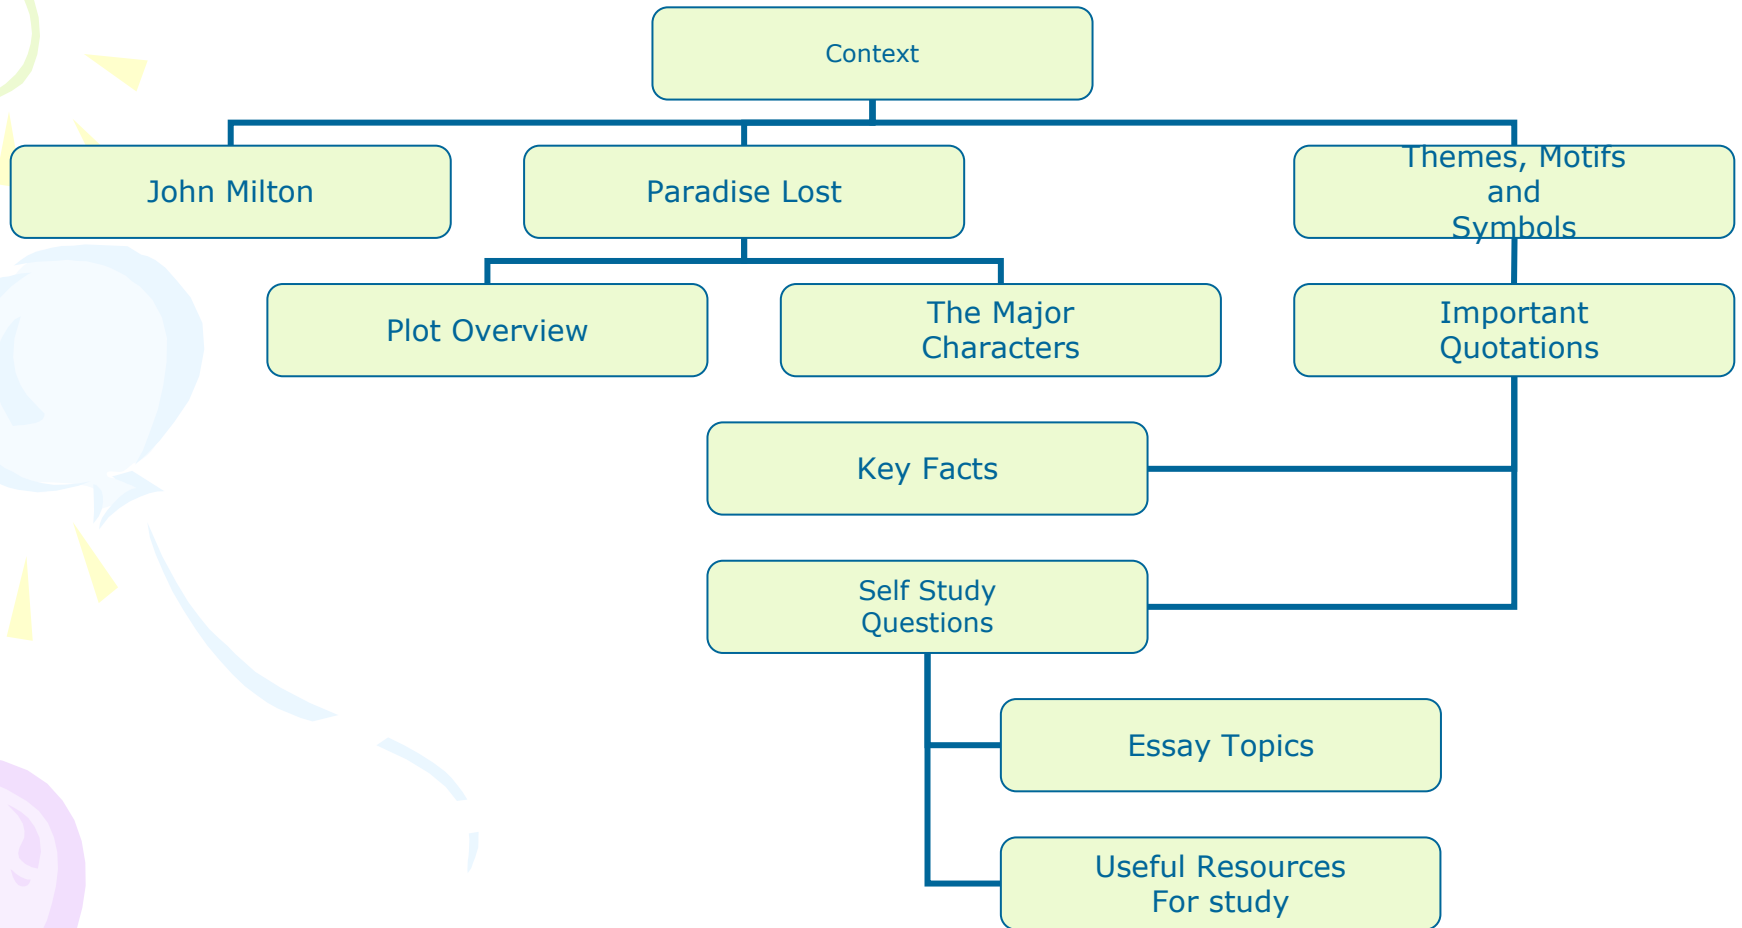 Context
John Milton
Paradise Lost
Themes, Motifs
and
Symbols
Plot Overview
The Major
Characters
Important
Quotations
Key Facts
Self Study
Questions
Essay Topics
Useful Resources
For study